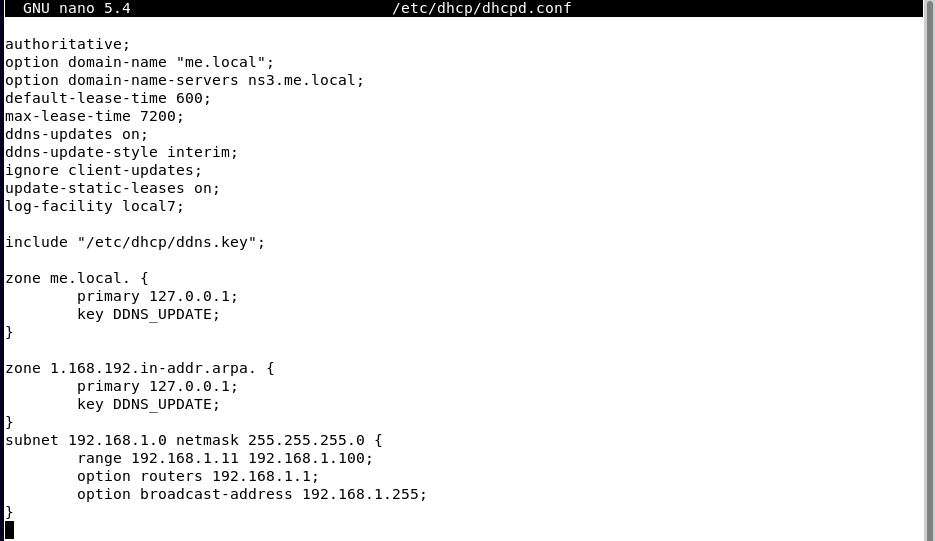 GNU nano 5.4 /etc/dhcp/dhcpd.conf
authoritative;
option domain-name "me.local";
option domain-name-servers ns3.me.local;
default-lease-time 600;
max-lease-time 7200;
ddns-updates on;
ddns-update-style interim;
ignore client-updates;
update-static-leases on;
log-facility local7;

include "/etc/dhcp/ddns.key";

zone me.local. {
        primary 127.0.0.1;
        key DDNS_UPDATE;
}

zone 1.168.192.in-addr.arpa. {
        primary 127.0.0.1;
        key DDNS_UPDATE;
}
subnet 192.168.1.0 netmask 255.255.255.0 {
        range 192.168.1.11 192.168.1.100;
        option routers 192.168.1.1;
        option broadcast-address 192.168.1.255;
}